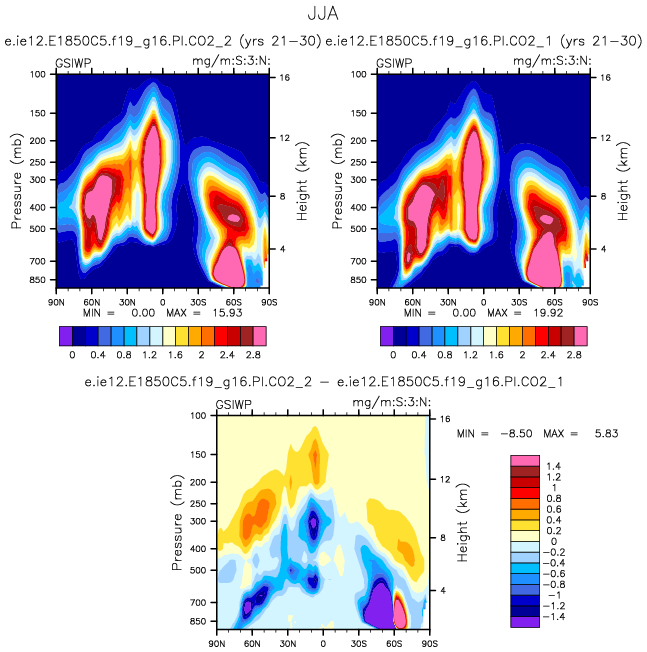 JJA
e.ie12.E1850C5.f19_g16.PI.CO2_2 (yrs 21-30) e.ie12.E1850C5.f19_g16.PI.CO2_1 (yrs 21-30)
GSIWP mg/m:S:3:N: GSIWP mg/m:S:3:N:
Pressure (mb) 100 150 200 250 300 400 500 700 850
16 12 8 4 Height (km)
90N 60N 30N 0 30S 60S 90S
MIN = 0.00 MAX = 15.93
0 0.4 0.8 1.2 1.6 2 2.4 2.8
Pressure (mb) 100 150 200 250 300 400 500 700 850
16 12 8 4 Height (km)
90N 60N 30N 0 30S 60S 90S
MIN = 0.00 MAX = 19.92
0 0.4 0.8 1.2 1.6 2 2.4 2.8
e.ie12.E1850C5.f19_g16.PI.CO2_2 - e.ie12.E1850C5.f19_g16.PI.CO2_1
GSIWP mg/m:S:3:N:
Pressure (mb) 100 150 200 250 300 400 500 700 850
16 12 8 4 Height (km)
90N 60N 30N 0 30S 60S 90S
MIN = -8.50 MAX = 5.83
1.4
1.2
1
0.8
0.6
0.4
0.2
0
-0.2
-0.4
-0.6
-0.8
-1
-1.2
-1.4